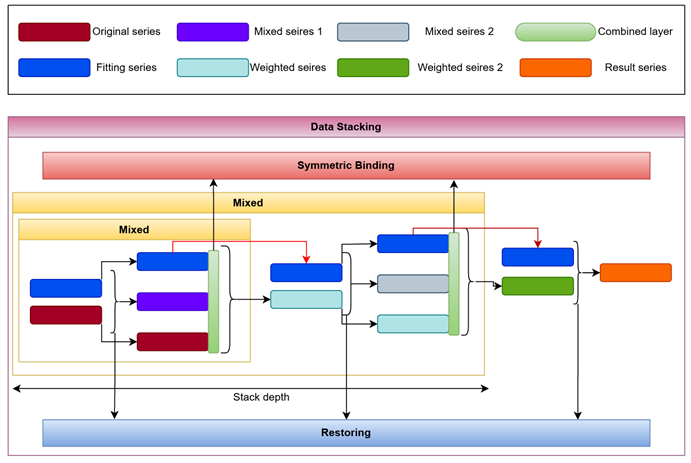 Original series
Mixed seires 1
Mixed seires 2
Combined layer
Fitting series
Weighted seires
Weighted seires 2
Result series
Data Stacking
Symmetric Binding
Mixed
Mixed
Stack depth
Restoring